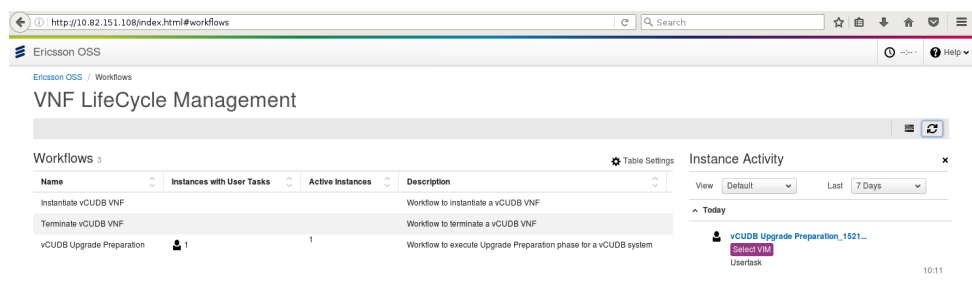 http://10.82.151.108/index.html#workflows
Search
Ericsson OSS
--:-- -
Help
Ericsson OSS / Workflows
VNF LifeCycle Management
Workflows 3
Table Settings
Name Instances with User Tasks Active Instances Description
Instantiate vCUDB VNF Workflow to instantiate a vCUDB VNF
Terminate vCUDB VNF Workflow to terminate a vCUDB VNF
vCUDB Upgrade Preparation 1 1 Workflow to execute Upgrade Preparation phase for a vCUDB system
Instance Activity
View Default Last 7 Days
Today
vCUDB Upgrade Preparation_1521...
Select VIM
Usertask
10:11